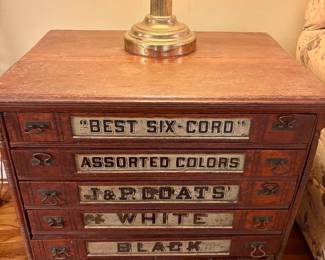 "BEST SIX-CORD"
ASSORTED COLORS
J.&P. COATS'
WHITE
BLACK